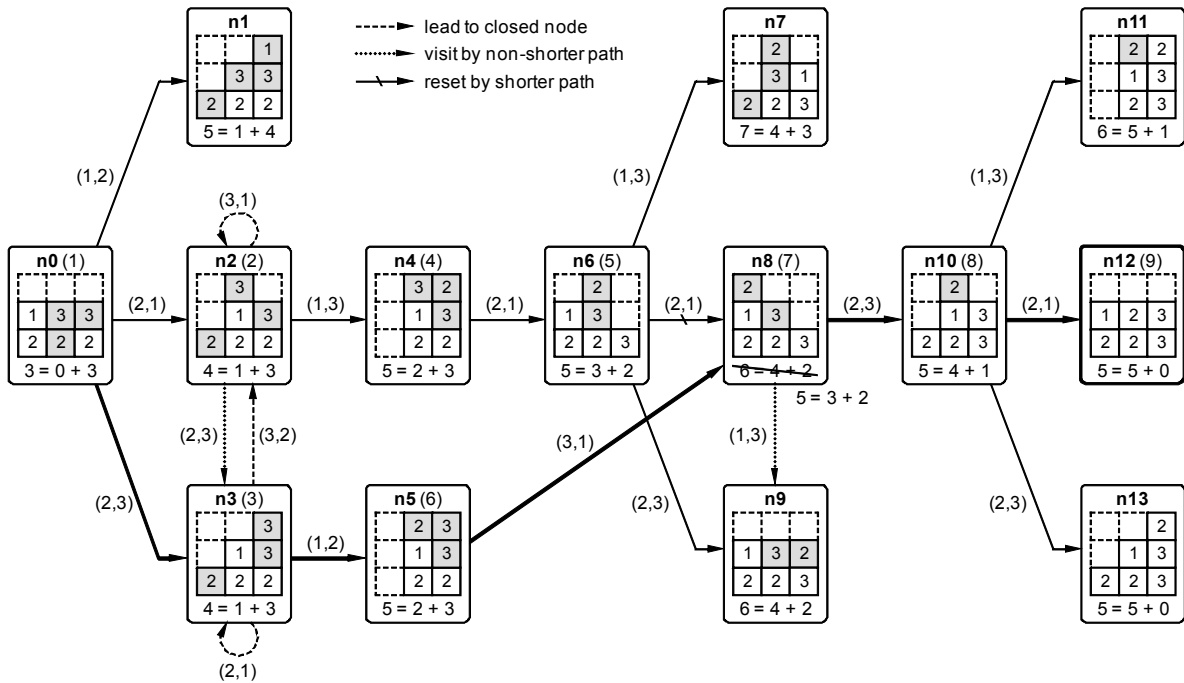 lead to closed node
visit by non-shorter path
reset by shorter path
n1
1
3 3
2 2 2
5 = 1 + 4
n7
2
3 1
2 2 3
7 = 4 + 3
n11
2 2
1 3
2 3
6 = 5 + 1
(1,2)
(3,1)
(1,3)
(1,3)
n0 (1)
1 3 3
2 2 2
3 = 0 + 3
(2,1)
n2 (2)
3
1 3
2 2 2
4 = 1 + 3
(1,3)
n4 (4)
3 2
1 3
2 2
5 = 2 + 3
(2,1)
n6 (5)
2
1 3
2 2 3
5 = 3 + 2
(2,1)
n8 (7)
2
1 3
2 2 3
6 = 4 + 2
5 = 3 + 2
(2,3)
n10 (8)
2
1 3
2 2 3
5 = 4 + 1
(2,1)
n12 (9)
1 2 3
2 2 3
5 = 5 + 0
(2,3)
(2,3)
(3,2)
(3,1)
(2,3)
(1,3)
(2,3)
n3 (3)
3
1 3
2 2 2
4 = 1 + 3
(1,2)
n5 (6)
2 3
1 3
2 2
5 = 2 + 3
n9
1 3 2
2 2 3
6 = 4 + 2
n13
2
1 3
2 2 3
5 = 5 + 0
(2,1)